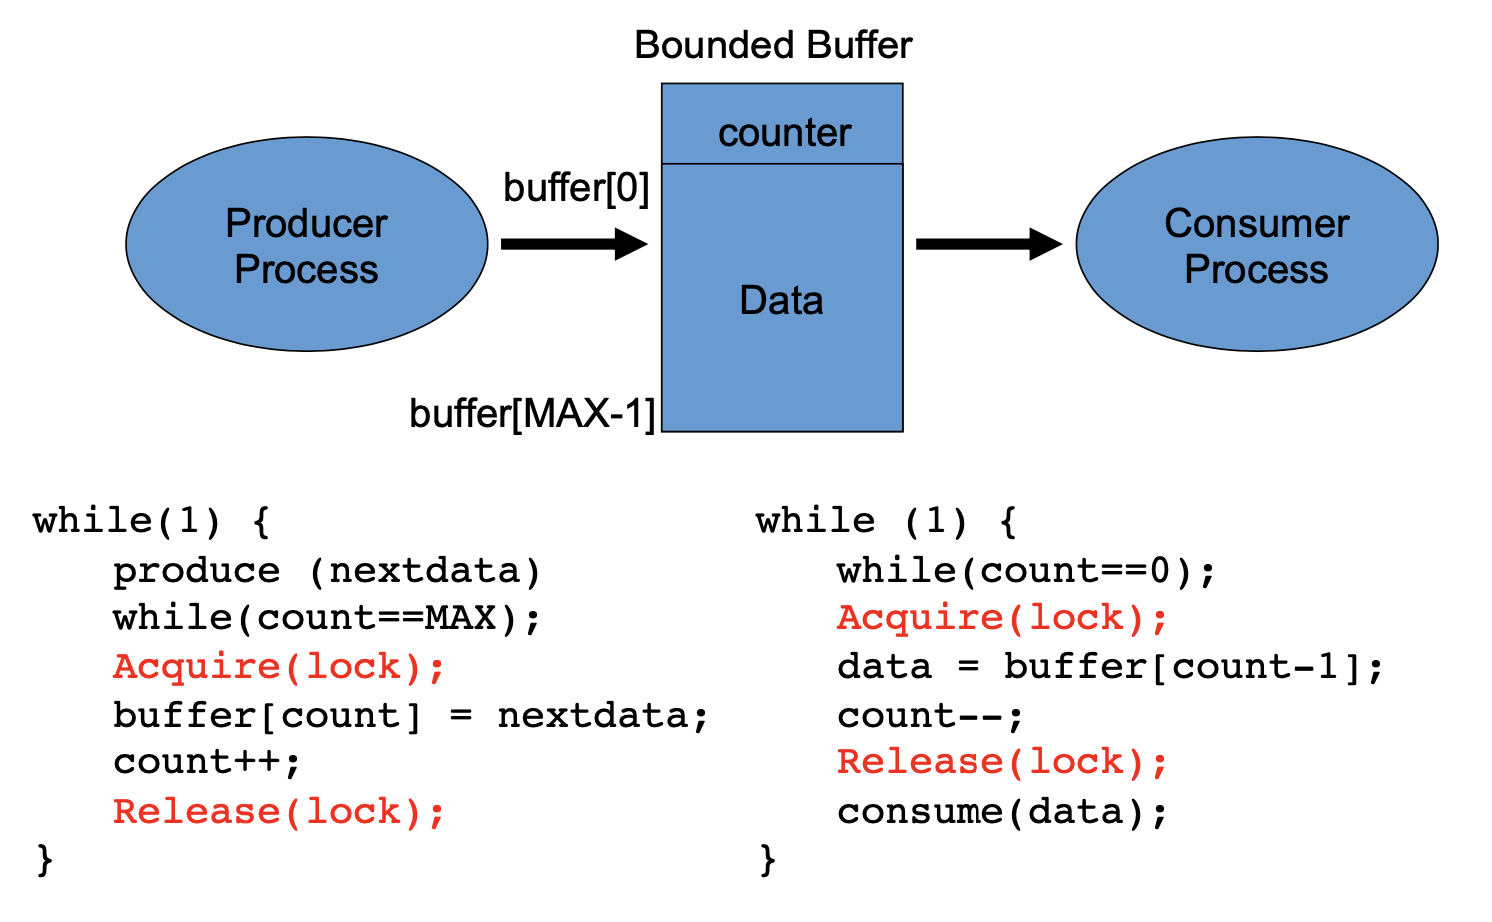 Bounded Buffer
counter
buffer[0]
Producer
Process
Data
Consumer
Process
buffer[MAX-1]
while(1) {
produce (nextdata)
while(count==MAX);
Acquire(lock);
buffer[count] = nextdata;
count++;
Release(lock);
}
while (1) {
while(count==0);
Acquire(lock);
data = buffer[count-1];
count--;
Release(lock);
consume(data);
}